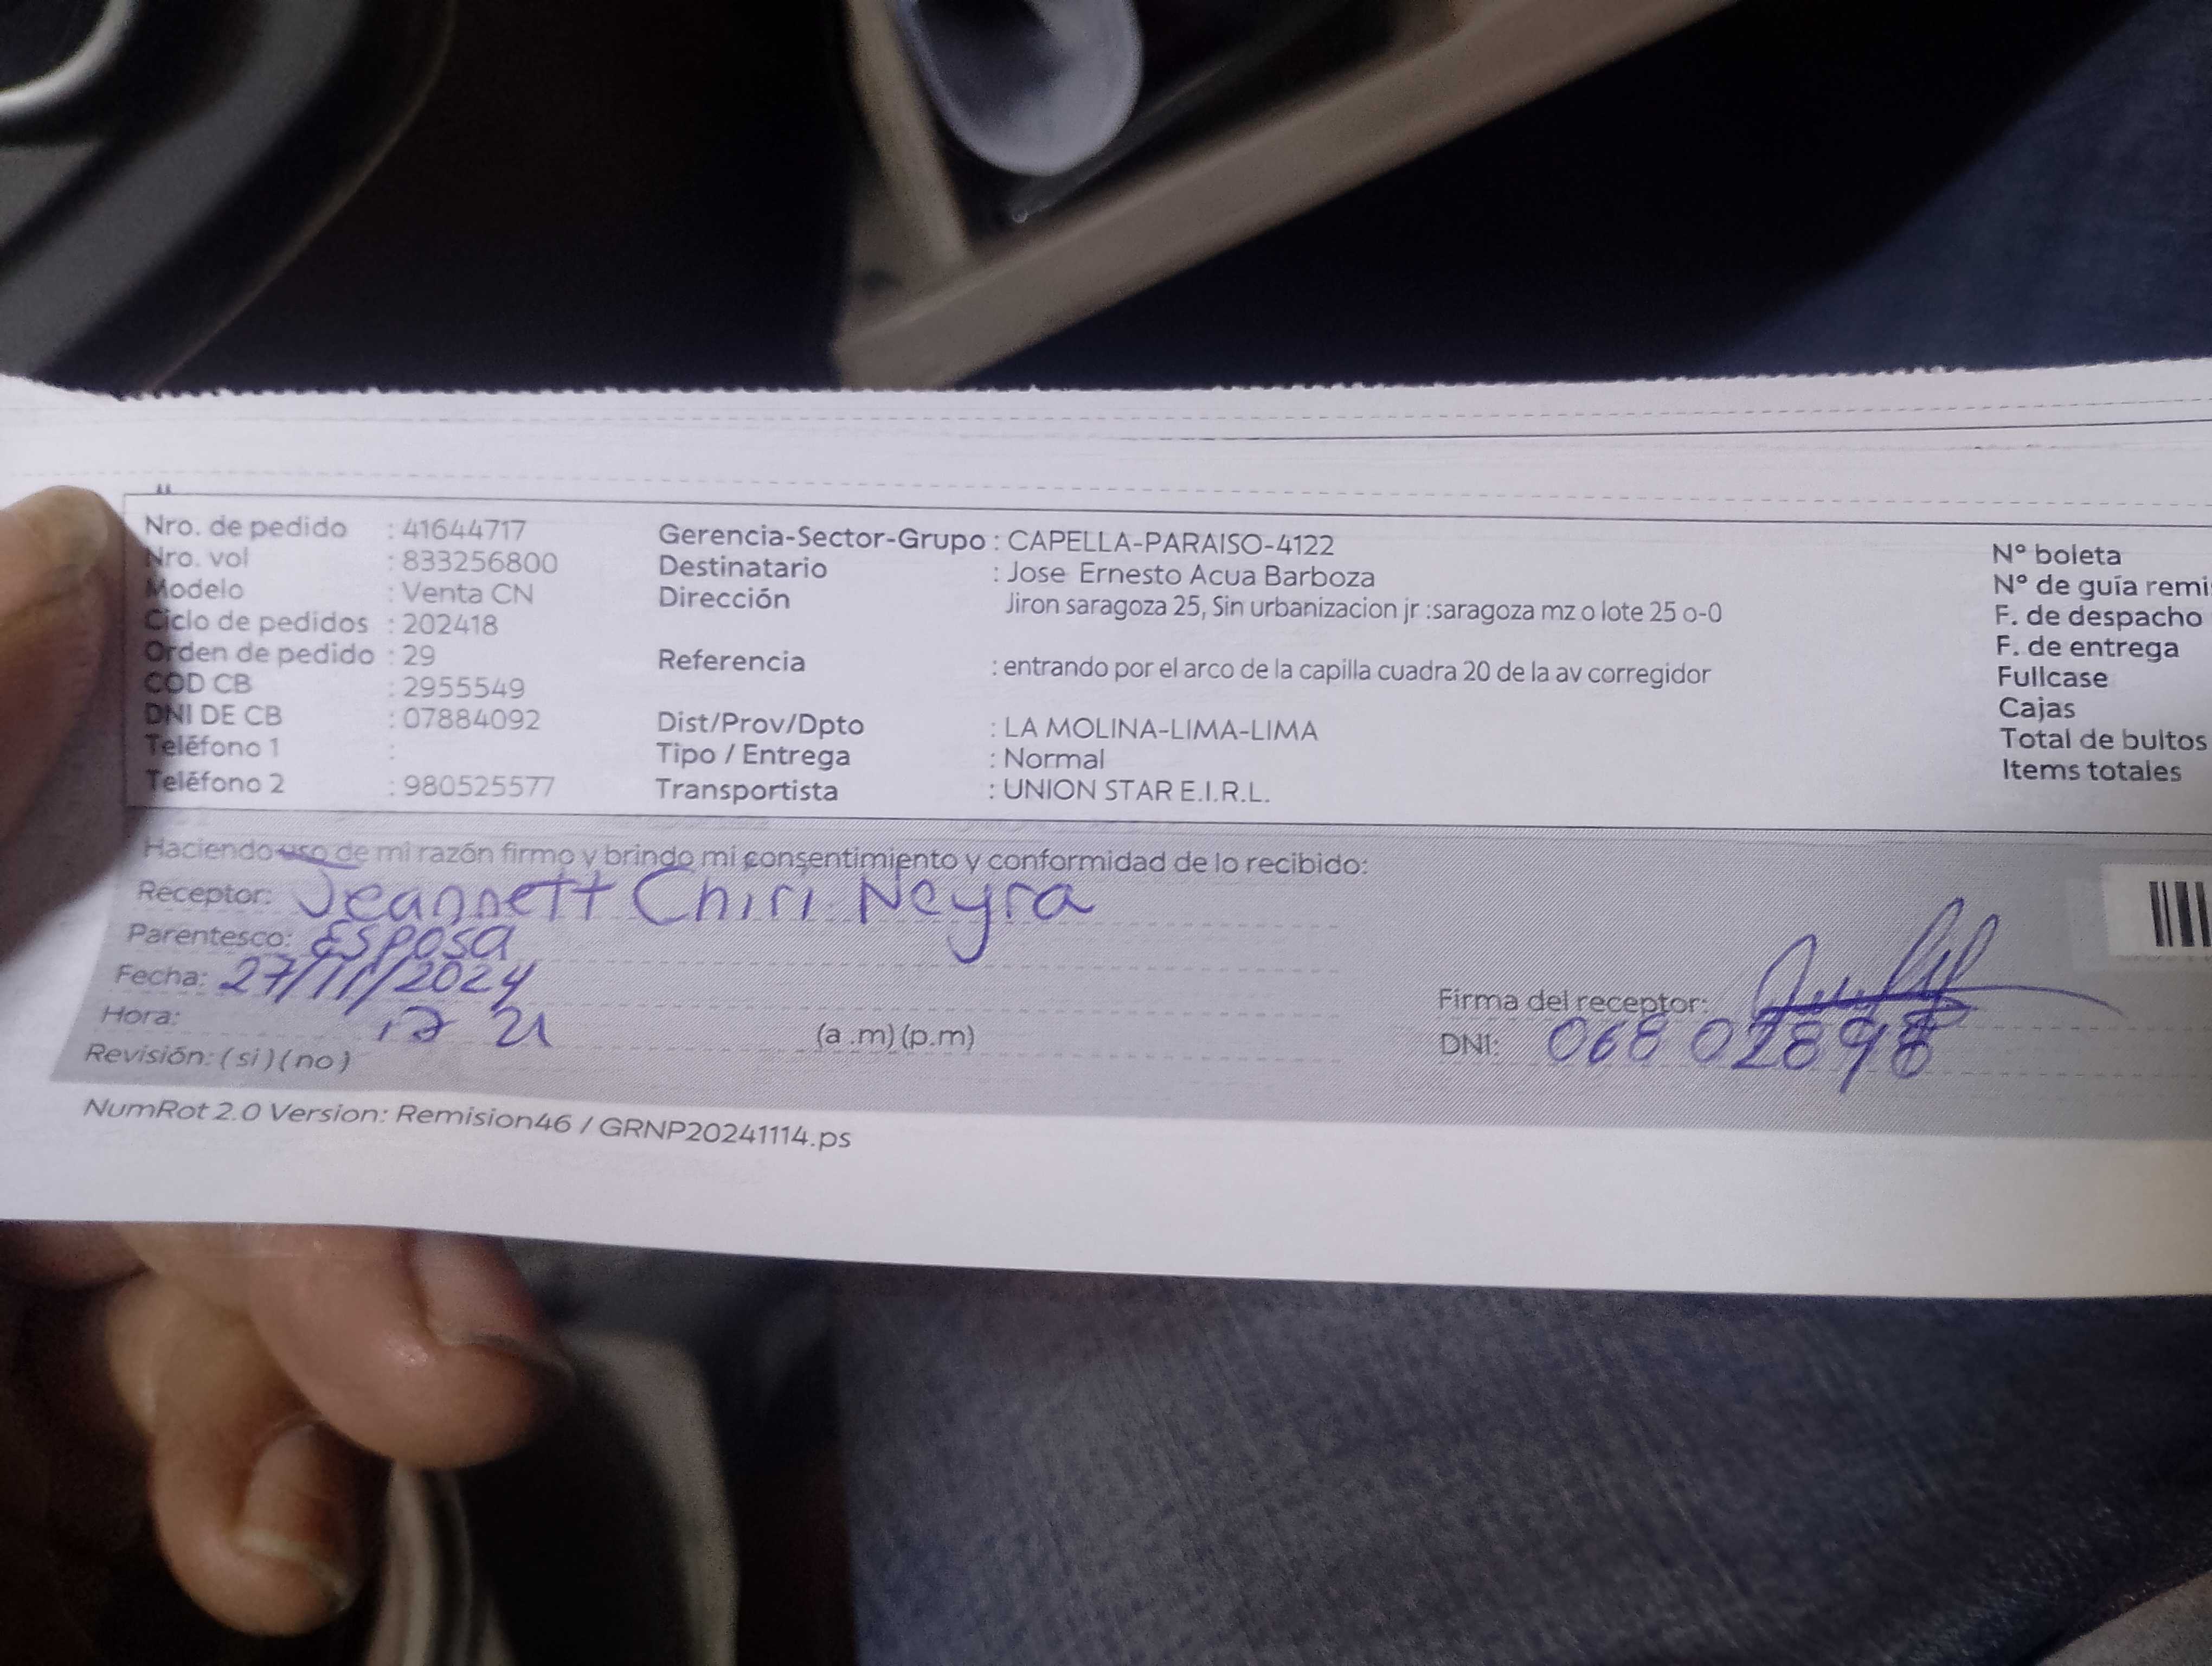 Nro. de pedido : 41644717
Nro. vol : 833256800
Modelo : Venta CN
Ciclo de pedidos : 202418
Orden de pedido : 29
COD CB : 2955549
DNI DE CB : 07884092
Teléfono 1 :
Teléfono 2 : 980525577
Gerencia-Sector-Grupo : CAPELLA-PARAISO-4122
Destinatario : Jose Ernesto Acua Barboza
Dirección Jiron saragoza 25, Sin urbanizacion jr :saragoza mz o lote 25 o-0
Referencia : entrando por el arco de la capilla cuadra 20 de la av corregidor
Dist/Prov/Dpto : LA MOLINA-LIMA-LIMA
Tipo / Entrega : Normal
Transportista : UNION STAR E.I.R.L.
N° boleta
N° de guía remi
F. de despacho
F. de entrega
Fullcase
Cajas
Total de bultos
Items totales
Haciendo uso de mi razón firmo y brindo mi consentimiento y conformidad de lo recibido:
Receptor: Jeannett Chiri Neyra
Parentesco: Esposa
Fecha: 27/11/2024
Hora: 21 (a .m) (p.m)
Revisión: ( si ) ( no )
Firma del receptor:
DNI: 06802898
NumRot 2.0 Version: Remision46 / GRNP20241114.ps